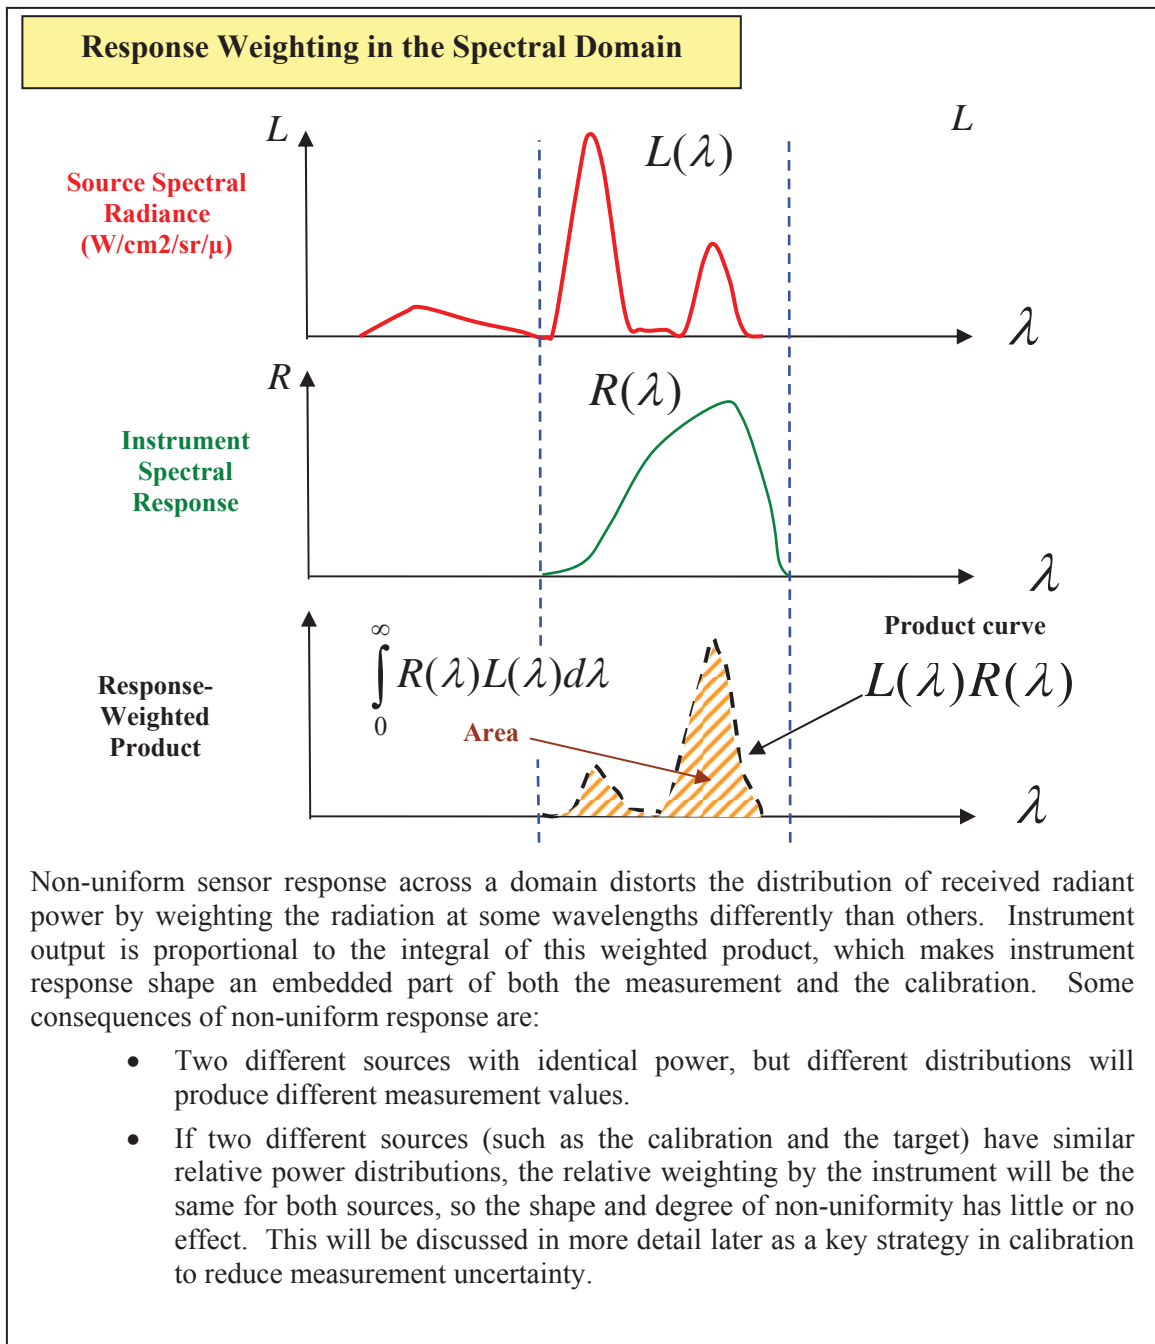 Response Weighting in the Spectral Domain
L
L(λ)
L
Source Spectral
Radiance
(W/cm2/sr/μ)
λ
R
R(λ)
Instrument
Spectral
Response
λ
Product curve
∞
∫ R(λ)L(λ)dλ
0
L(λ)R(λ)
Response-
Weighted
Product
Area
λ
Non-uniform sensor response across a domain distorts the distribution of received radiant
power by weighting the radiation at some wavelengths differently than others. Instrument
output is proportional to the integral of this weighted product, which makes instrument
response shape an embedded part of both the measurement and the calibration. Some
consequences of non-uniform response are:
• Two different sources with identical power, but different distributions will
produce different measurement values.
• If two different sources (such as the calibration and the target) have similar
relative power distributions, the relative weighting by the instrument will be the
same for both sources, so the shape and degree of non-uniformity has little or no
effect. This will be discussed in more detail later as a key strategy in calibration
to reduce measurement uncertainty.